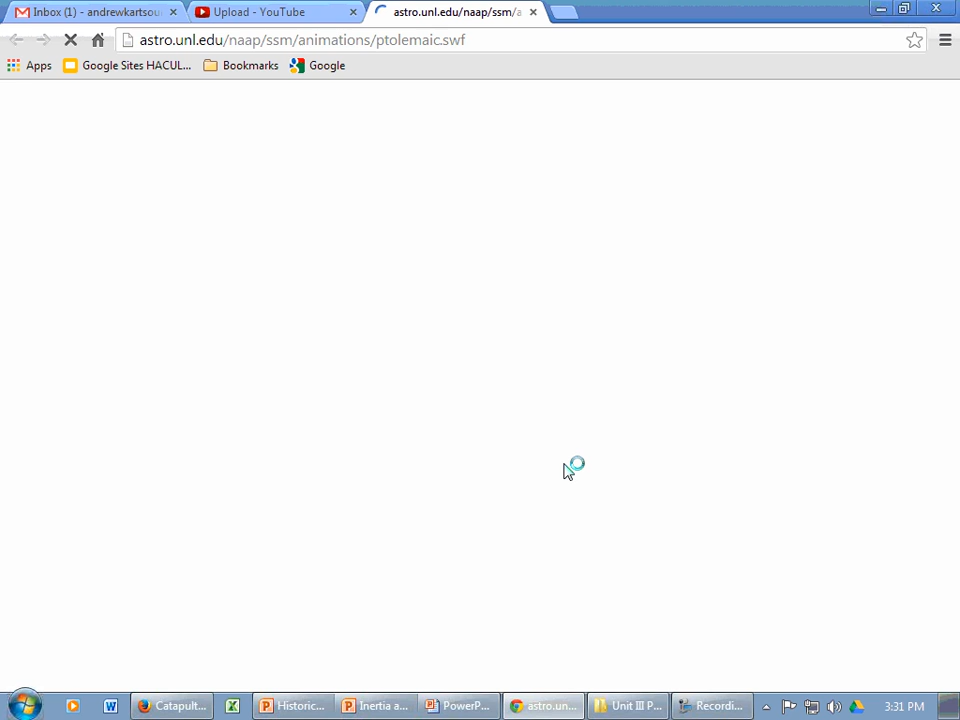 Inbox (1) - andrewkartsou
Upload - YouTube
astro.unl.edu/naap/ssm/a
astro.unl.edu/naap/ssm/animations/ptolemaic.swf
Apps
Google Sites HACUL...
Bookmarks
Google
Catapult...
Historic...
Inertia a...
PowerP...
astro.un...
Unit III P...
Recordi...
3:31 PM